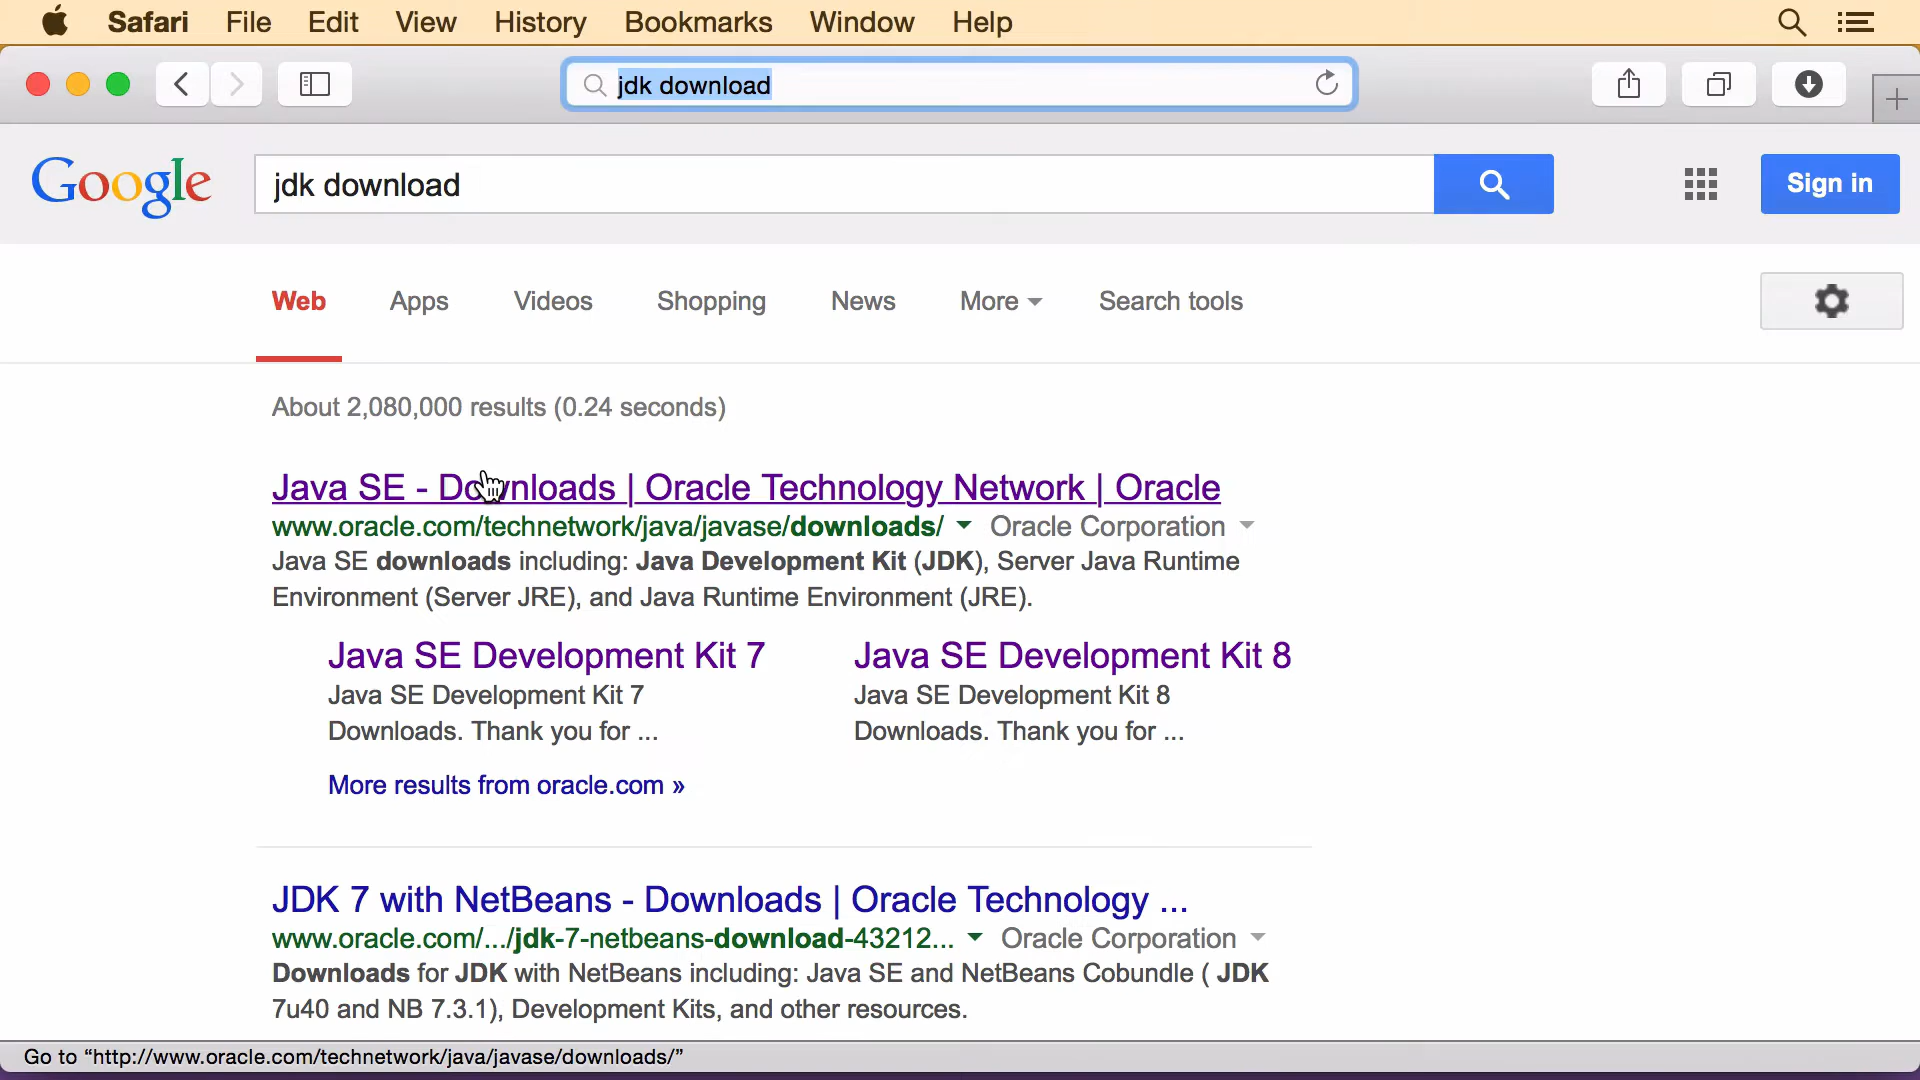 Safari File Edit View History Bookmarks Window Help
jdk download
Google jdk download Sign in
Web Apps Videos Shopping News More Search tools
About 2,080,000 results (0.24 seconds)
Java SE - Downloads | Oracle Technology Network | Oracle
www.oracle.com/technetwork/java/javase/downloads/ Oracle Corporation
Java SE downloads including: Java Development Kit (JDK), Server Java Runtime
Environment (Server JRE), and Java Runtime Environment (JRE).
Java SE Development Kit 7
Java SE Development Kit 7
Downloads. Thank you for ...
Java SE Development Kit 8
Java SE Development Kit 8
Downloads. Thank you for ...
More results from oracle.com »
JDK 7 with NetBeans - Downloads | Oracle Technology ...
www.oracle.com/.../jdk-7-netbeans-download-43212... Oracle Corporation
Downloads for JDK with NetBeans including: Java SE and NetBeans Cobundle ( JDK
7u40 and NB 7.3.1), Development Kits, and other resources.
Go to “http://www.oracle.com/technetwork/java/javase/downloads/”